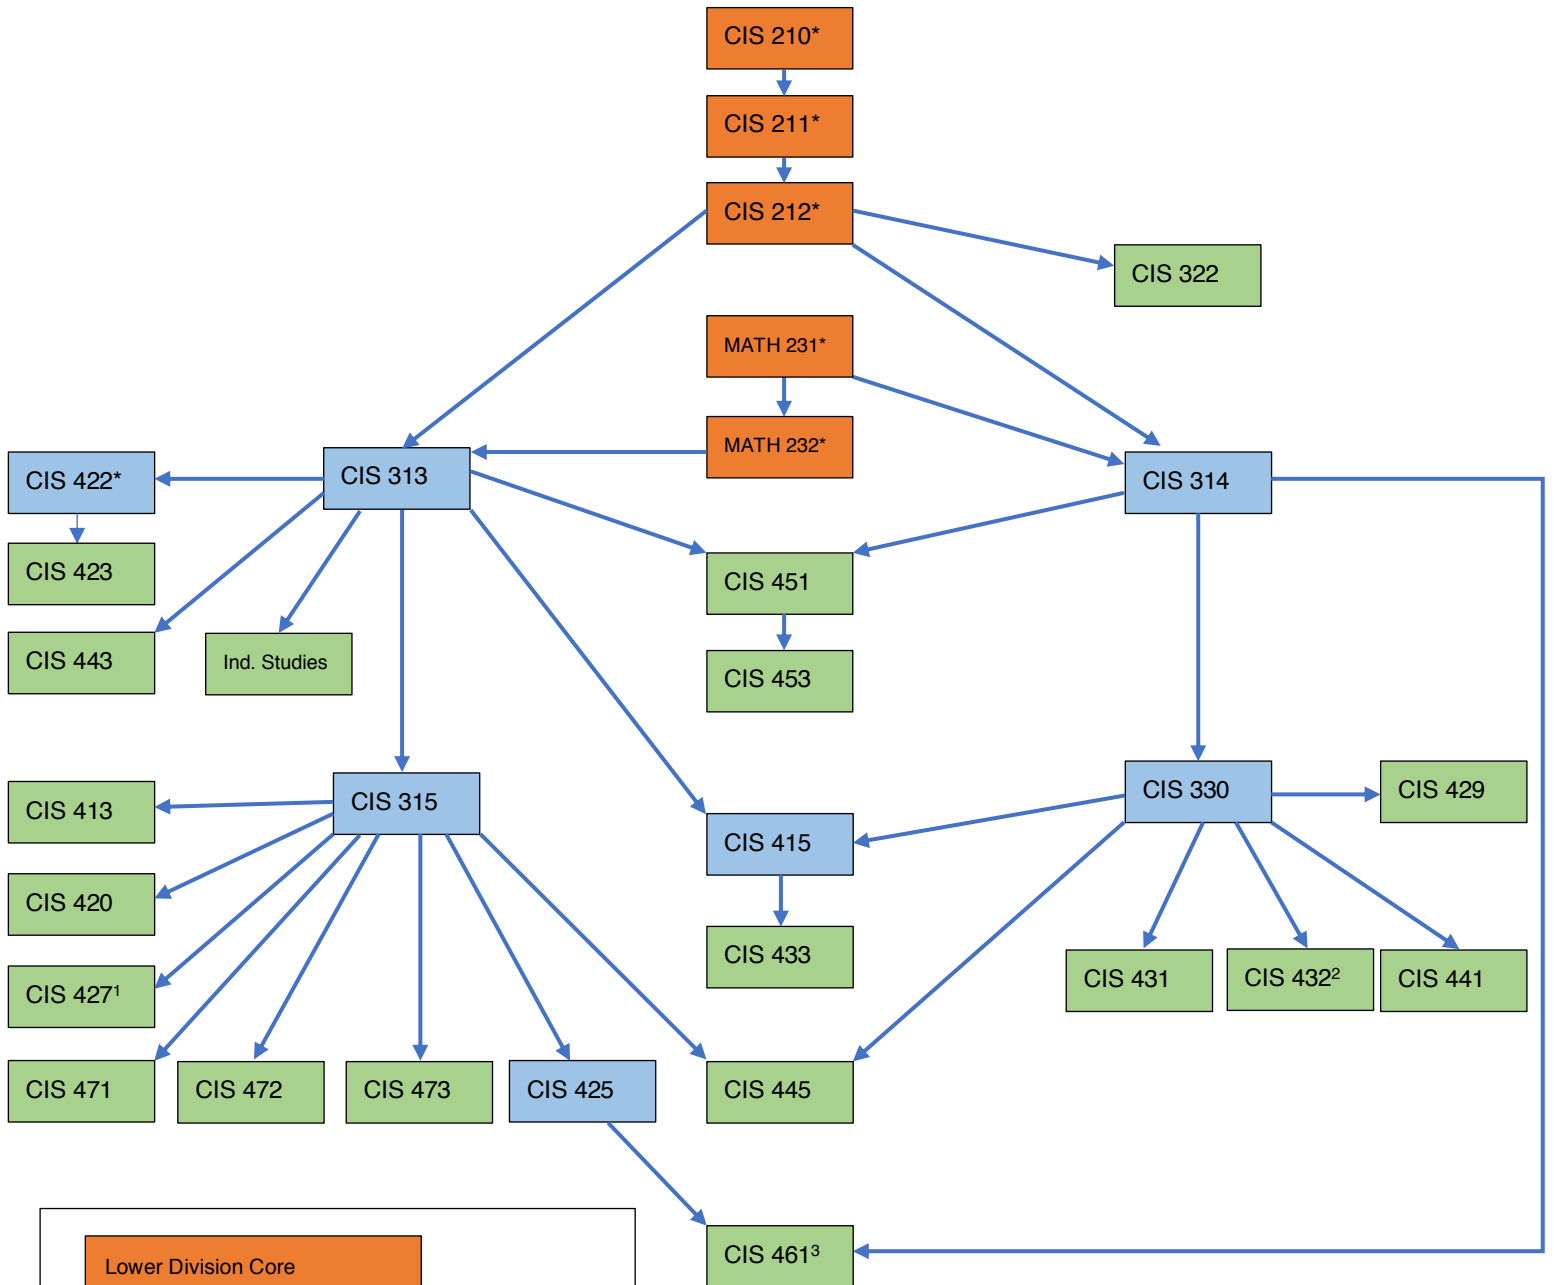 CIS 210*
CIS 211*
CIS 212*
CIS 322
MATH 231*
MATH 232*
CIS 422*
CIS 313
CIS 314
CIS 423
CIS 451
CIS 443
Ind. Studies
CIS 453
CIS 413
CIS 315
CIS 330
CIS 429
CIS 415
CIS 420
CIS 433
CIS 431
CIS 432²
CIS 441
CIS 427¹
CIS 471
CIS 472
CIS 473
CIS 425
CIS 445
CIS 461³
Lower Division Core